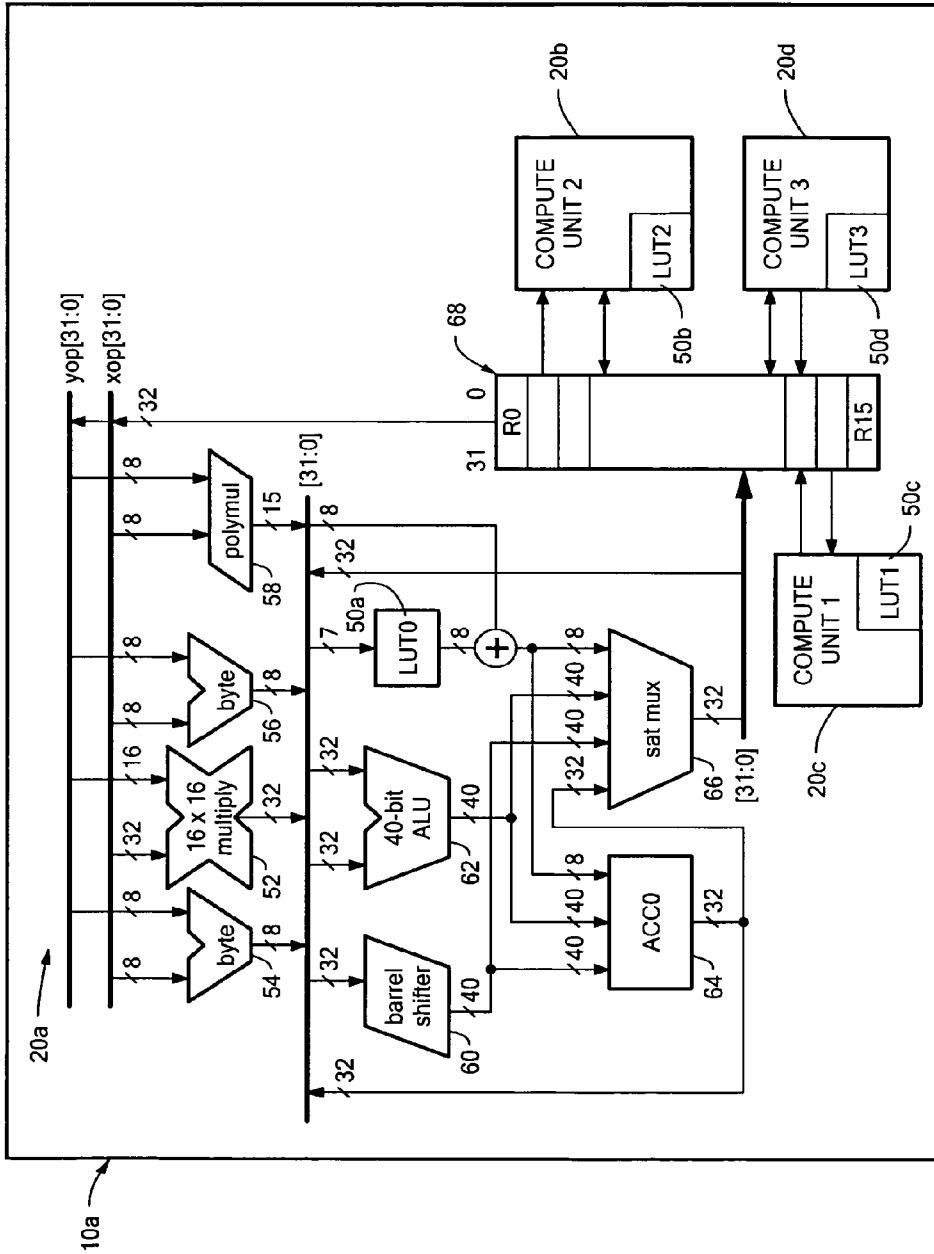 10a
20a
yop[31:0]
xop[31:0]
8
8
32
16
8
8
8
8
32
byte
16 x 16
multiply
byte
polymul
54
8
52
32
56
8
58
15
[31:0]
32
32
32
32
7
32
8
barrel
shifter
40-bit
ALU
LUT0
50a
60
40
62
40
8
+
40
40
8
32
40
40
8
ACC0
sat mux
64
32
66
32
[31:0]
31
0
68
R0
R15
COMPUTE
UNIT 1
LUT1
20c
50c
COMPUTE
UNIT 2
LUT2
20b
50b
COMPUTE
UNIT 3
LUT3
20d
50d